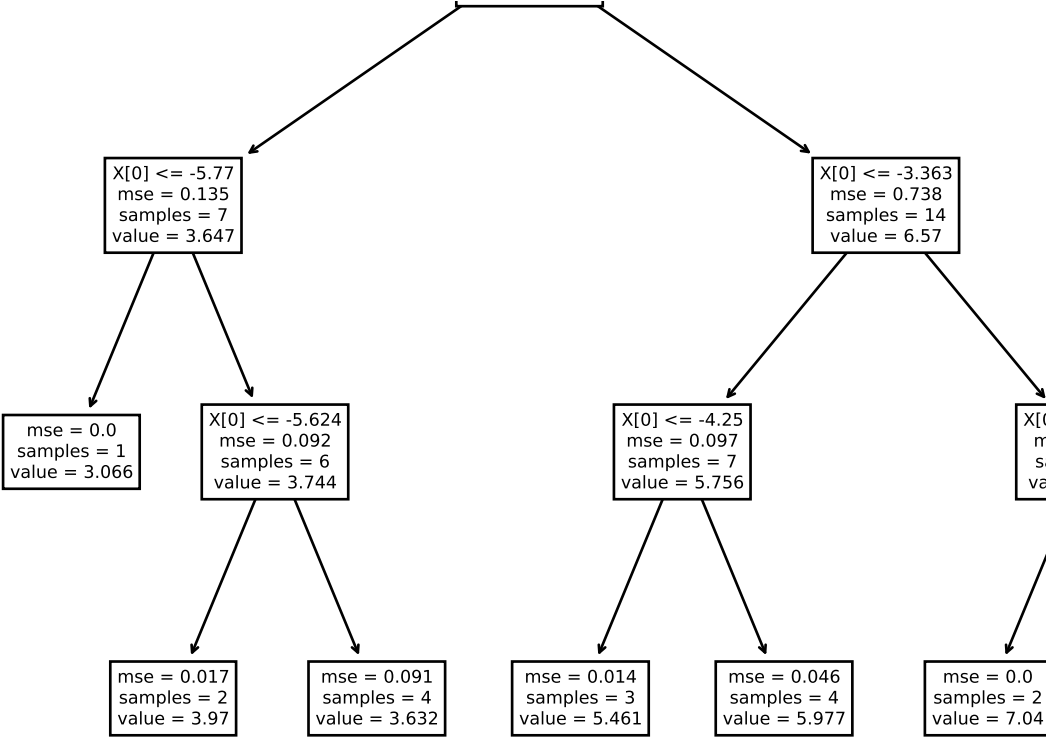 X[0] <= -5.77
mse = 0.135
samples = 7
value = 3.647
X[0] <= -3.363
mse = 0.738
samples = 14
value = 6.57
mse = 0.0
samples = 1
value = 3.066
X[0] <= -5.624
mse = 0.092
samples = 6
value = 3.744
X[0] <= -4.25
mse = 0.097
samples = 7
value = 5.756
mse = 0.017
samples = 2
value = 3.97
mse = 0.091
samples = 4
value = 3.632
mse = 0.014
samples = 3
value = 5.461
mse = 0.046
samples = 4
value = 5.977
mse = 0.0
samples = 2
value = 7.04